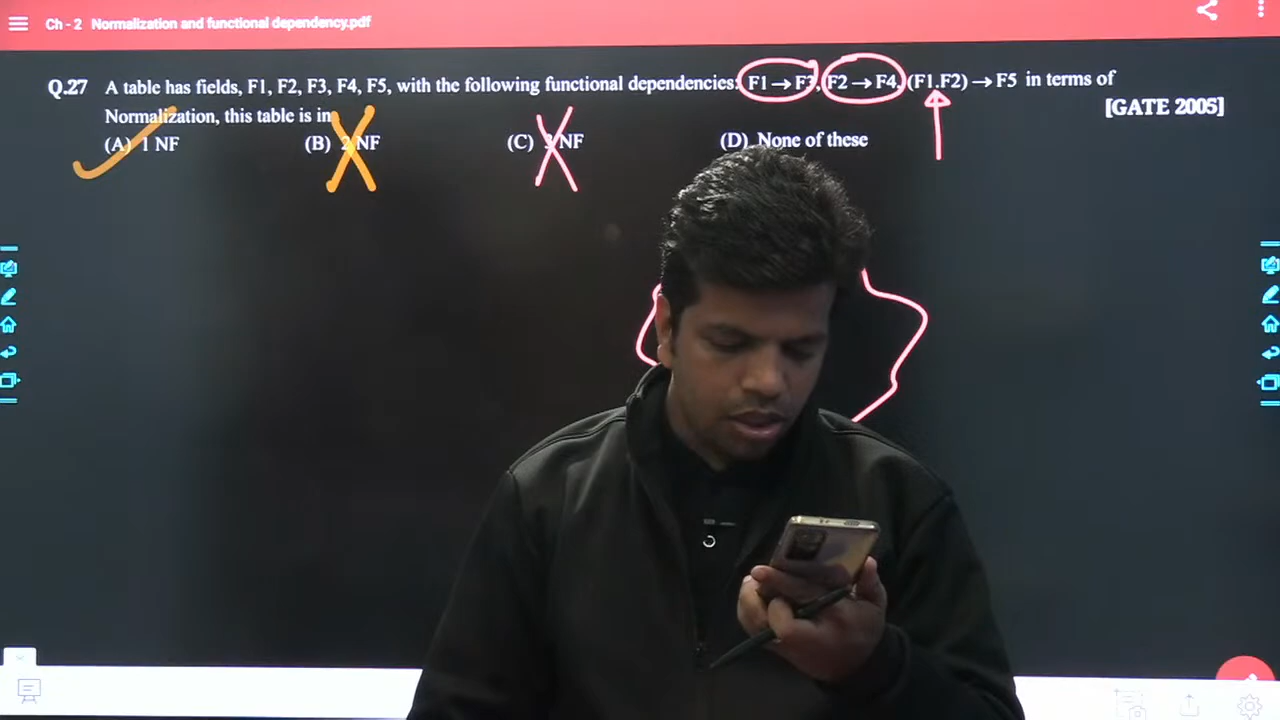 Ch - 2 Normalization and functional dependency.pdf
Q.27 A table has fields, F1, F2, F3, F4, F5, with the following functional dependencies: F1 → F3, F2 → F4, (F1.F2) → F5 in terms of
Normalization, this table is in
[GATE 2005]
(A) 1 NF (B) 2 NF (C) 3 NF (D) None of these